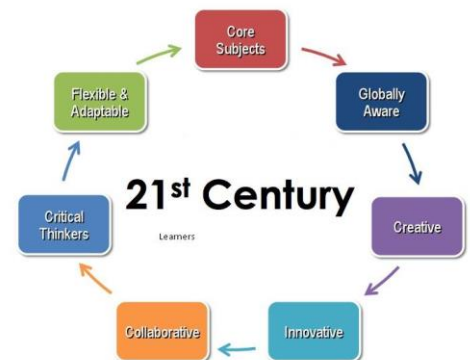 Core
Subjects
Globally
Aware
Creative
Innovative
Collaborative
Critical
Thinkers
Flexible &
Adaptable
21st Century
Learners